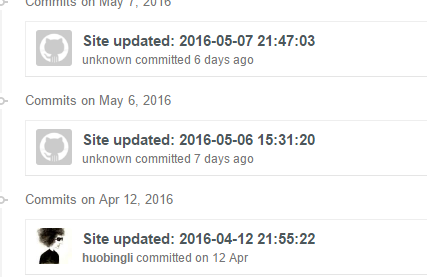 Commits on May 7, 2016
Site updated: 2016-05-07 21:47:03
unknown committed 6 days ago
Commits on May 6, 2016
Site updated: 2016-05-06 15:31:20
unknown committed 7 days ago
Commits on Apr 12, 2016
Site updated: 2016-04-12 21:55:22
huobingli committed on 12 Apr